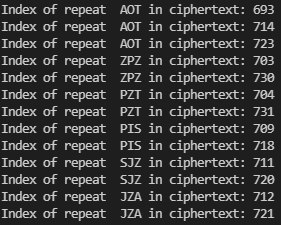 Index of repeat  AOT in ciphertext: 693
Index of repeat  AOT in ciphertext: 714
Index of repeat  AOT in ciphertext: 723
Index of repeat  ZPZ in ciphertext: 703
Index of repeat  ZPZ in ciphertext: 730
Index of repeat  PZT in ciphertext: 704
Index of repeat  PZT in ciphertext: 731
Index of repeat  PIS in ciphertext: 709
Index of repeat  PIS in ciphertext: 718
Index of repeat  SJZ in ciphertext: 711
Index of repeat  SJZ in ciphertext: 720
Index of repeat  JZA in ciphertext: 712
Index of repeat  JZA in ciphertext: 721